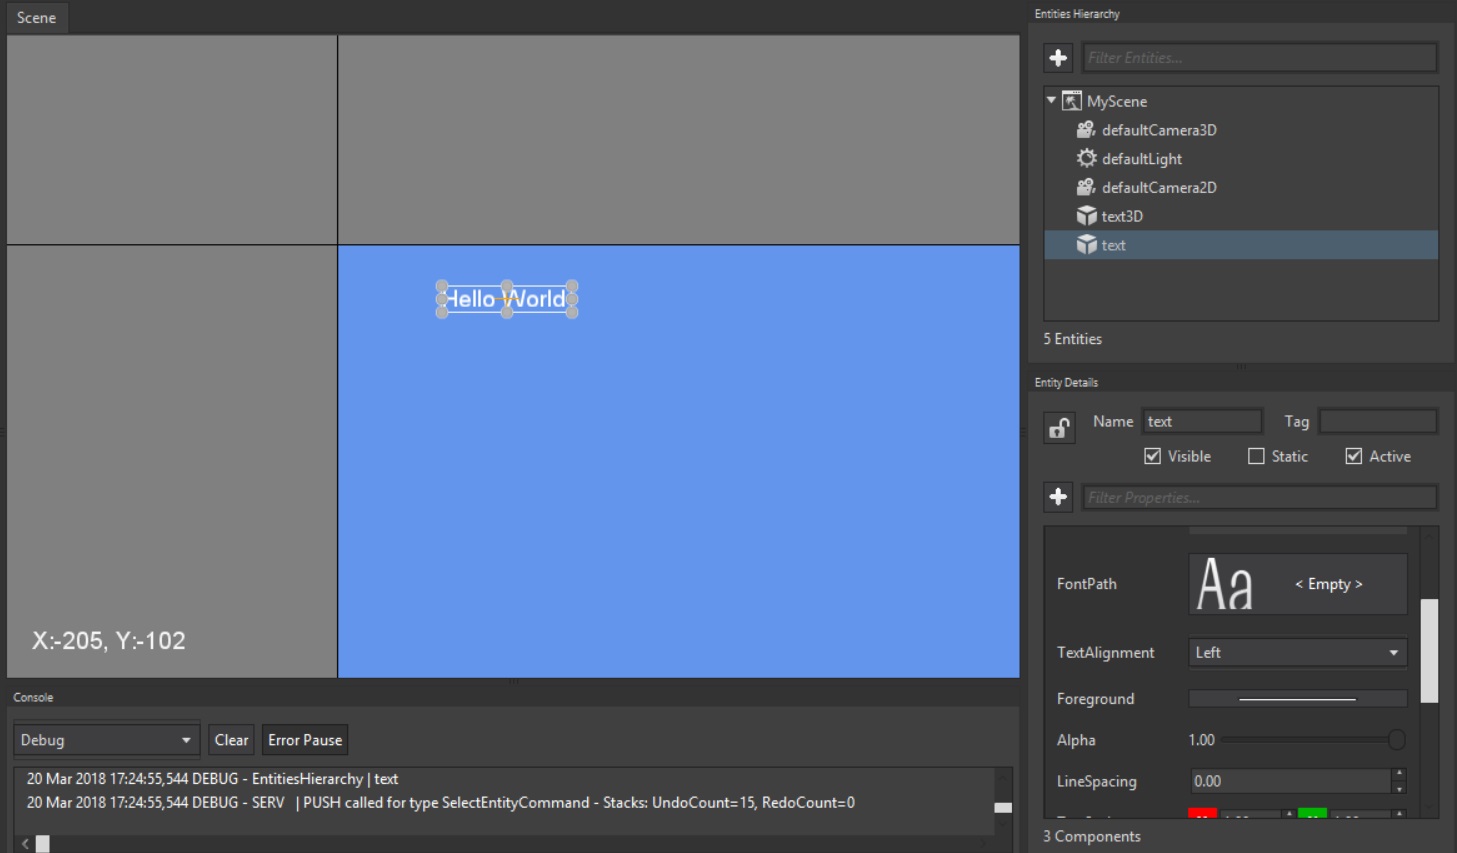 Scene
Hello World
X:-205, Y:-102
Console
Debug
Clear
Error Pause
20 Mar 2018 17:24:55,544 DEBUG - EntitiesHierarchy | text
20 Mar 2018 17:24:55,544 DEBUG - SERV | PUSH called for type SelectEntityCommand - Stacks: UndoCount=15, RedoCount=0
Entities Hierarchy
Filter Entities...
MyScene
defaultCamera3D
defaultLight
defaultCamera2D
text3D
text
5 Entities
Entity Details
Name text Tag
Visible Static Active
Filter Properties...
FontPath Aa < Empty >
TextAlignment Left
Foreground
Alpha 1.00
LineSpacing 0.00
3 Components